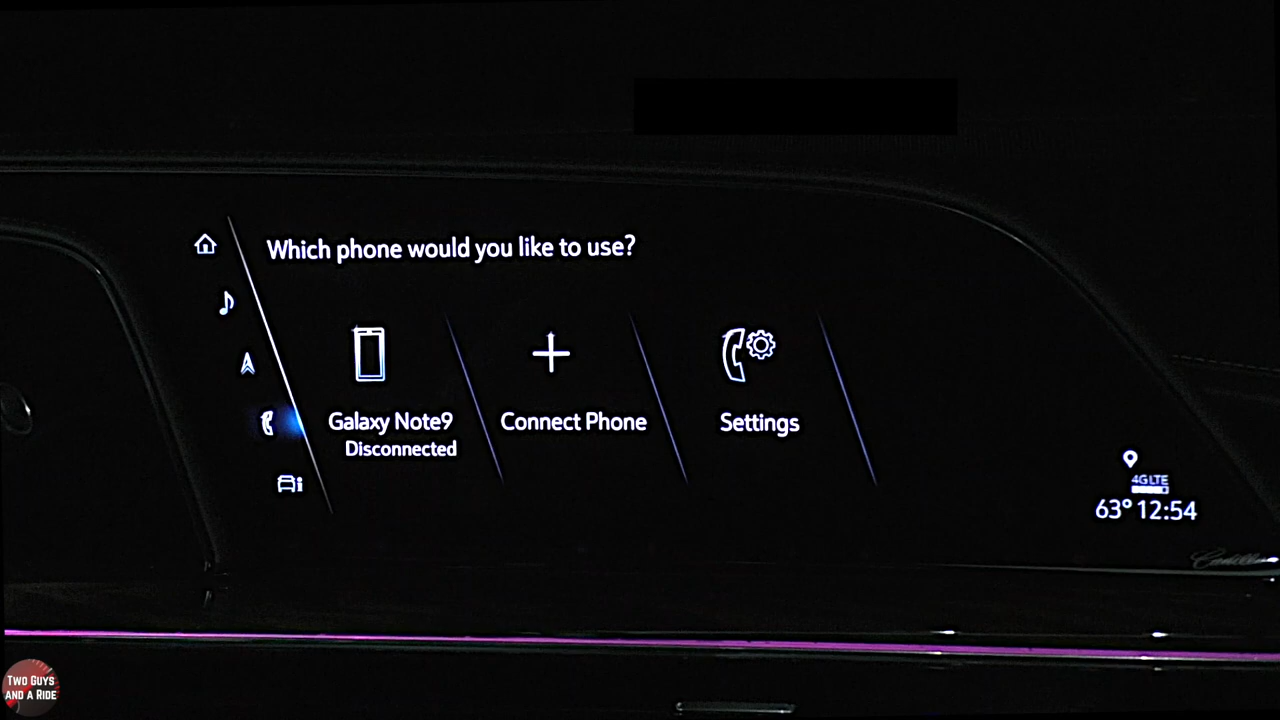 Which phone would you like to use?
Galaxy Note9
Disconnected
Connect Phone
Settings
4G LTE
63° 12:54
Cadillac
TWO GUYS
AND A RIDE